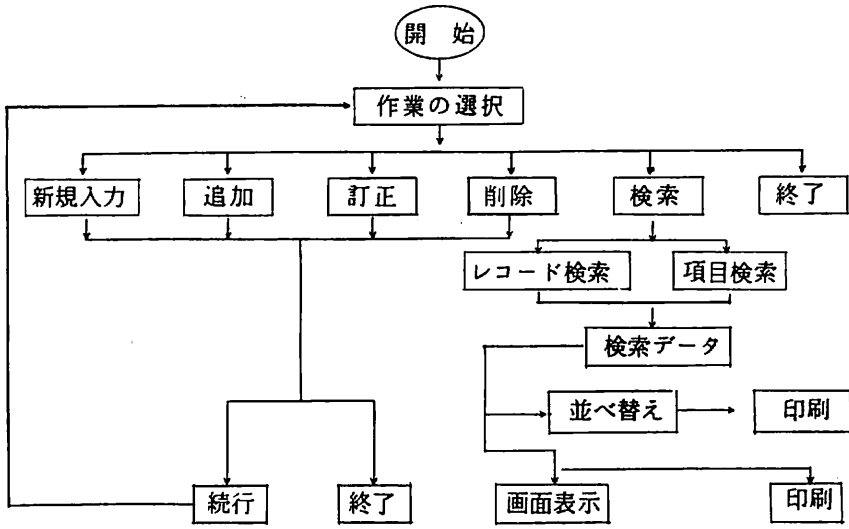 開 始
作業の選択
新規入力 追加 訂正 削除 検索 終了
レコード検索 項目検索
検索データ
並べ替え 印刷
続行 終了 画面表示 印刷